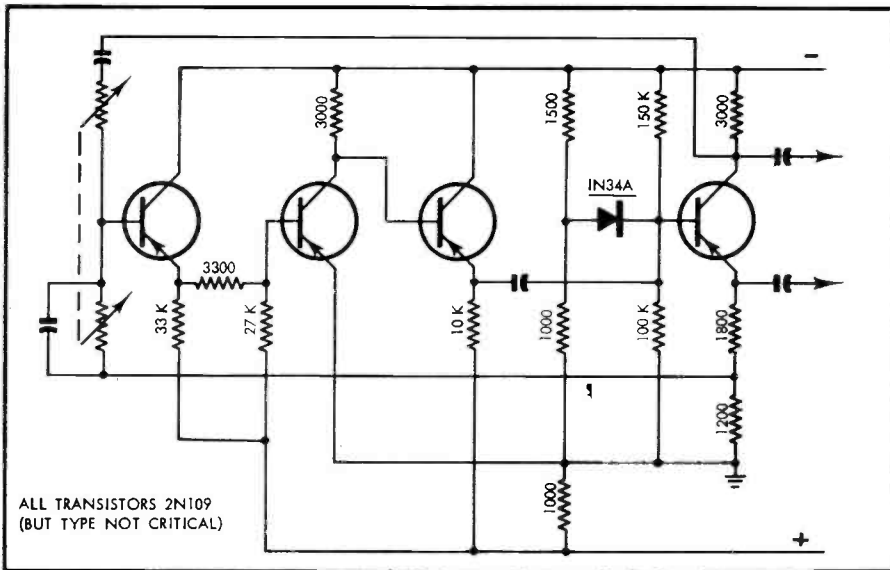 -
3000
1500
150 K
3000
IN34A
3300
33 K
27 K
10 K
1000
100 K
1800
1200
1000
ALL TRANSISTORS 2N109
(BUT TYPE NOT CRITICAL)
+